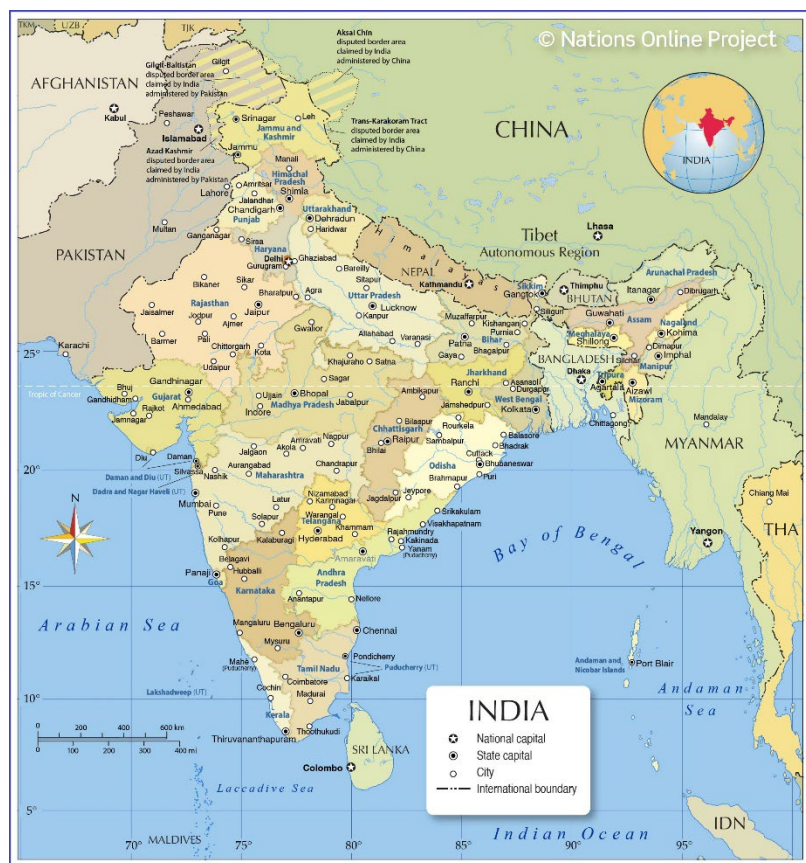 TKM
UZB
TJK
© Nations Online Project
AFGHANISTAN
Kabul
Gilgit-Baltistan
disputed border area
claimed by India
administered by Pakistan
Gilgit
Aksai Chin
disputed border area
claimed by India
administered by China
Peshawar
Islamabad
Srinagar
Leh
Jammu and
Kashmir
Trans-Karakoram Tract
disputed border area
claimed by India
administered by China
Azad Kashmir
disputed border area
claimed by India
administered by Pakistan
Jammu
CHINA
INDIA
Manali
Himachal
Pradesh
Shimla
Lahore
Amritsar
Jalandhar
Chandigarh
Punjab
Uttarakhand
Dehradun
Haridwar
Multan
Ganganagar
Sirsa
Haryana
Delhi
Ghaziabad
Gurugram
PAKISTAN
Himalayas
Tibet
Autonomous Region
Lhasa
NEPAL
Kathmandu
Sikkim
Gangtok
Thimphu
BHUTAN
Arunachal Pradesh
Itanagar
Dibrugarh
Bikaner
Sikar
Bareilly
Sitapur
Rajasthan
Bharatpur
Agra
Uttar Pradesh
Lucknow
Kanpur
Jaisalmer
Jodpur
Jaipur
Ajmer
Gwalior
Muzaffarpur
Kishanganj
Siliguri
Purnia
Guwahati
Assam
Nagaland
Kohima
Meghalaya
Shillong
Dimapur
Imphal
Silchar
Manipur
Karachi
Barmer
Pali
Chittorgarh
Kota
Udaipur
Allahabad
Varanasi
Patna
Bihar
Gaya
Bhagalpur
Khajuraho
Satna
BANGLADESH
Dhaka
Tripura
Agartala
Aizawl
Mizoram
Tropic of Cancer
Bhuj
Gandhidham
Gandhinagar
Gujarat
Ahmedabad
Rajkot
Jamnagar
Sagar
Ujjain
Bhopal
Indore
Madhya Pradesh
Jabalpur
Ambikapur
Jharkhand
Ranchi
Asansol
Durgappur
West Bengal
Jamshedpur
Kolkata
Chittagong
Mandalay
MYANMAR
Diu
Daman
Silvassa
Daman and Diu (UT)
Dadra and Nagar Haveli (UT)
Jalgaon
Akola
Amravati
Nagpur
Nashik
Aurangabad
Maharashtra
Chandrapur
Chhattisgarh
Bilaspur
Raipur
Bhilai
Rourkela
Sambalpur
Odisha
Balasore
Bhadrak
Cuttack
Bhubaneswar
Puri
Brahmapur
Jagdalpur
Jeypore
Mumbai
Pune
Latur
Solapur
Nizamabad
Karimnagar
Warangal
Telangana
Hyderabad
Khammam
Srikakulam
Visakhapatnam
Rajahmundry
Kakinada
Yanam
(Puducherry)
Kolhapur
Kalaburagi
Amaravati
Chiang Mai
THA
Yangon
Bay of Bengal
N
Belagavi
Hubballi
Panaji
Goa
Karnataka
Andhra
Pradesh
Anantapur
Nellore
Arabian Sea
Mangaluru
Bengaluru
Chennai
Mysuru
Mahé
(Puducherry)
Pondicherry
Puducherry (UT)
Tamil Nadu
Coimbatore
Karaikal
Lakshadweep (UT)
Cochin
Madurai
Kerala
Thoothukudi
Thiruvananthapuram
SRI LANKA
Colombo
Andaman and
Nicobar Islands
Port Blair
Andaman
Sea
Laccadive Sea
MALDIVES
Indian Ocean
IDN
INDIA
National capital
State capital
City
International boundary
0 200 400 600 km
0 100 200 300 400 mi
25°
20°
15°
10°
5°
70°
75°
80°
85°
90°
95°